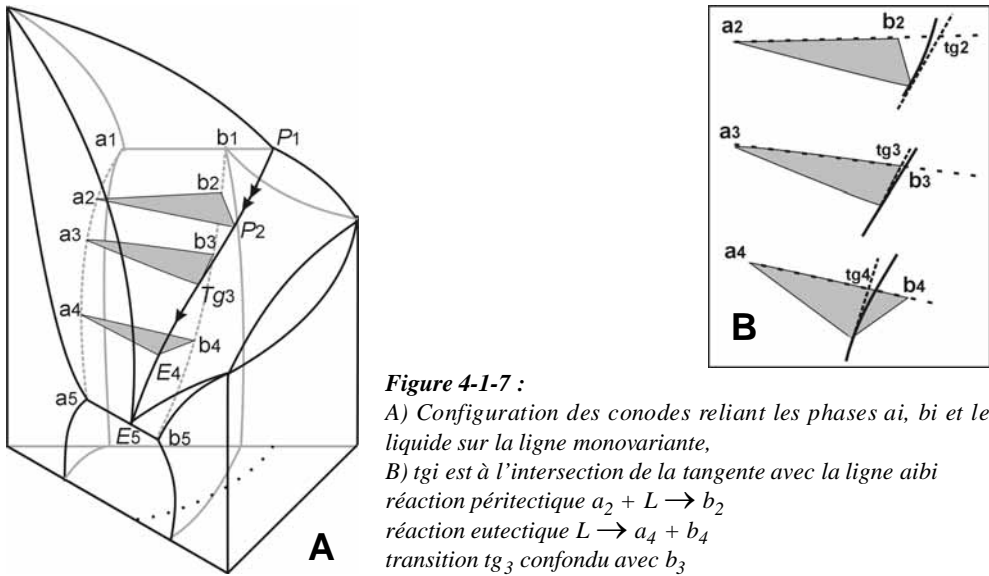 a1
b1
P1
a2
b2
P2
a3
b3
Tg3
a4
b4
E4
a5
E5
b5
A
a2
b2
tg2
a3
tg3
b3
a4
tg4
b4
B
Figure 4-1-7 :
A) Configuration des conodes reliant les phases ai, bi et le
liquide sur la ligne monovariante,
B) tgi est à l'intersection de la tangente avec la ligne aibi
réaction péritectique a₂ + L → b₂
réaction eutectique L → a₄ + b₄
transition tg₃ confondu avec b₃